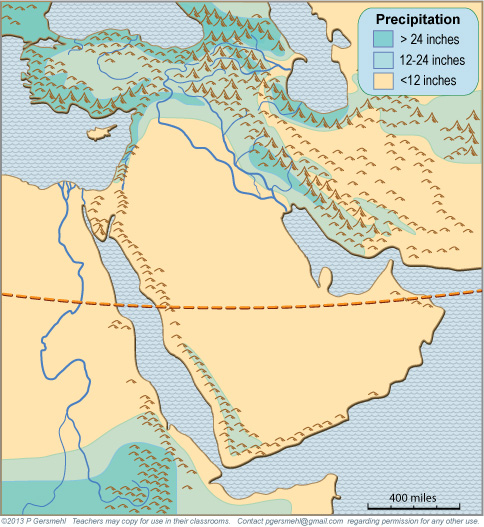 Precipitation
> 24 inches
12-24 inches
<12 inches
400 miles
©2013 P Gersmehl Teachers may copy for use in their classrooms. Contact pgersmehl@gmail.com regarding permission for any other use.